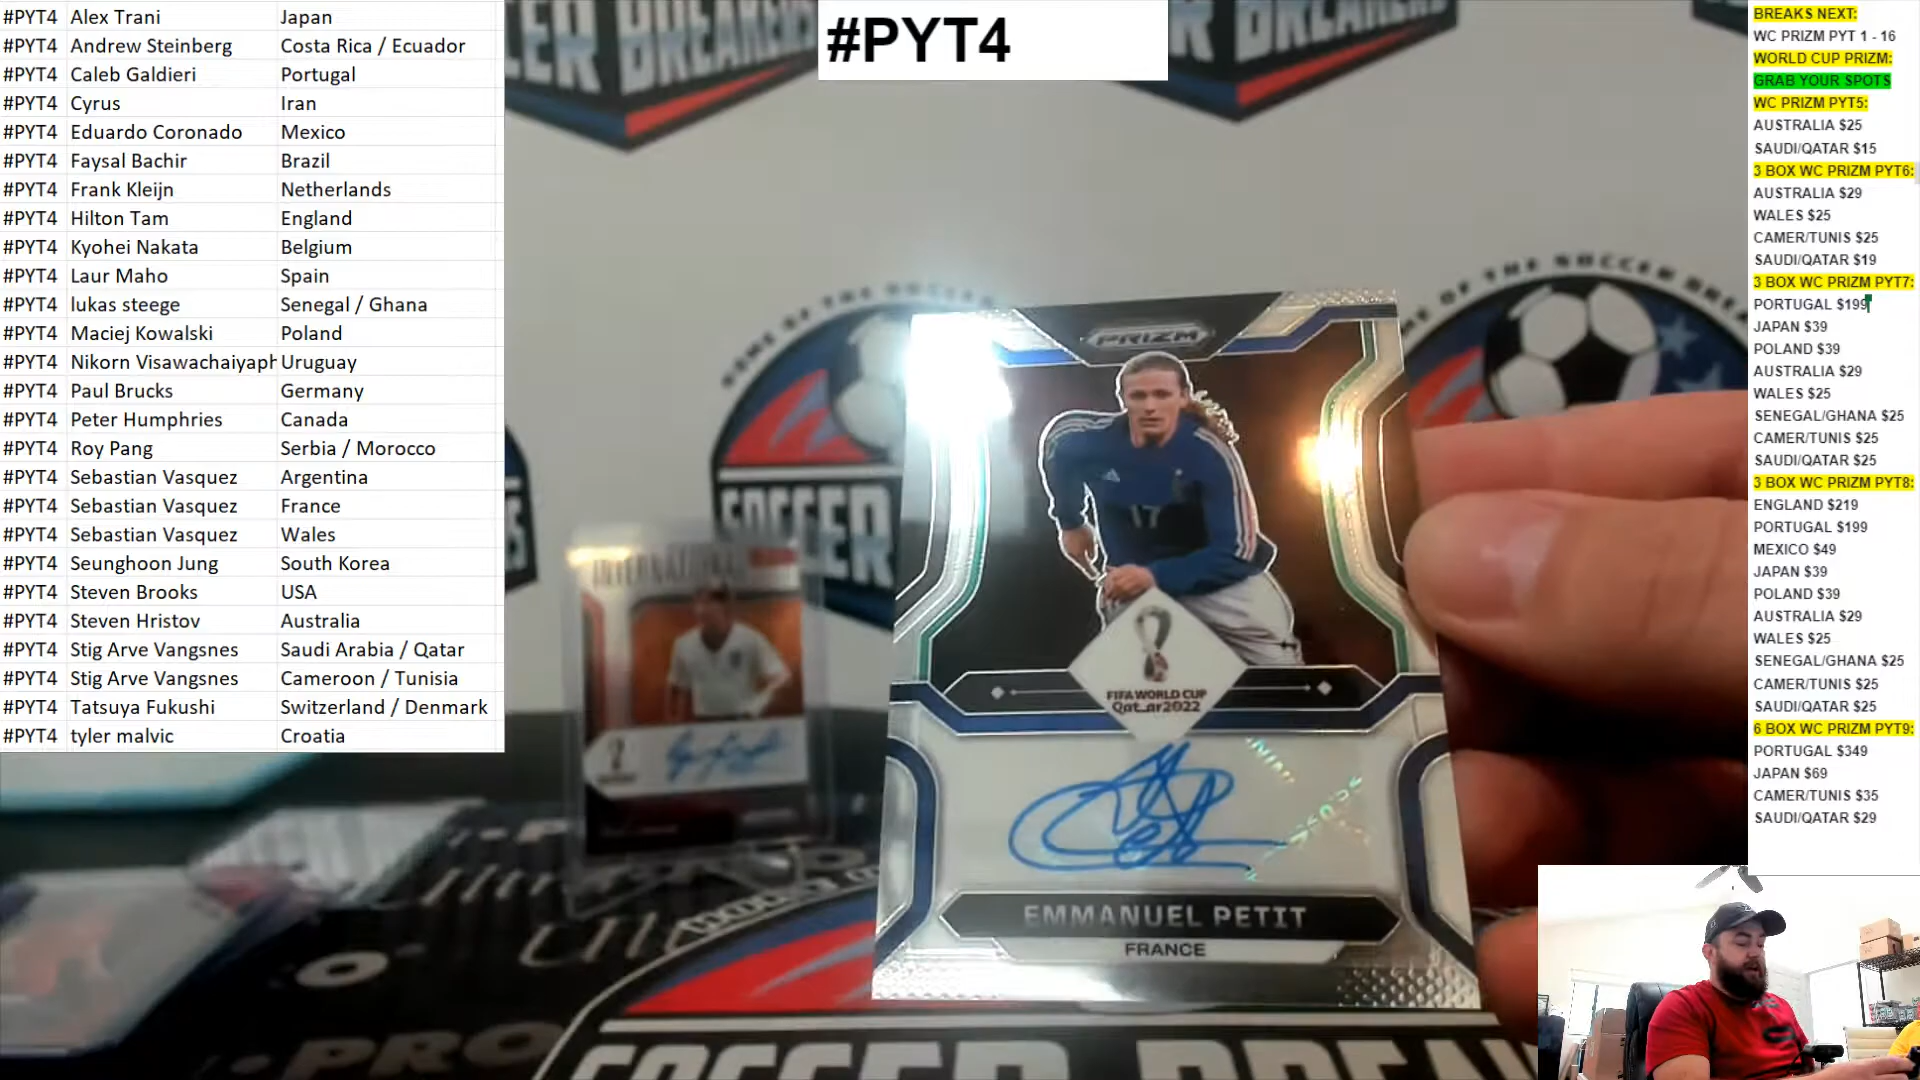 #PYT4 Alex Trani Japan
#PYT4 Andrew Steinberg Costa Rica / Ecuador
#PYT4 Caleb Galdieri Portugal
#PYT4 Cyrus Iran
#PYT4 Eduardo Coronado Mexico
#PYT4 Faysal Bachir Brazil
#PYT4 Frank Kleijn Netherlands
#PYT4 Hilton Tam England
#PYT4 Kyohei Nakata Belgium
#PYT4 Laur Maho Spain
#PYT4 lukas steege Senegal / Ghana
#PYT4 Maciej Kowalski Poland
#PYT4 Nikorn Visawachaiyaph Uruguay
#PYT4 Paul Brucks Germany
#PYT4 Peter Humphries Canada
#PYT4 Roy Pang Serbia / Morocco
#PYT4 Sebastian Vasquez Argentina
#PYT4 Sebastian Vasquez France
#PYT4 Sebastian Vasquez Wales
#PYT4 Seunghoon Jung South Korea
#PYT4 Steven Brooks USA
#PYT4 Steven Hristov Australia
#PYT4 Stig Arve Vangsnes Saudi Arabia / Qatar
#PYT4 Stig Arve Vangsnes Cameroon / Tunisia
#PYT4 Tatsuya Fukushi Switzerland / Denmark
#PYT4 tyler malvic Croatia
#PYT4
PRIZM
17
FIFA WORLD CUP
Qatar2022
EMMANUEL PETIT
FRANCE
SOCCER
BREAKS NEXT:
WC PRIZM PYT 1 - 16
WORLD CUP PRIZM:
GRAB YOUR SPOTS
WC PRIZM PYT5:
AUSTRALIA $25
SAUDI/QATAR $15
3 BOX WC PRIZM PYT6:
AUSTRALIA $29
WALES $25
CAMER/TUNIS $25
SAUDI/QATAR $19
3 BOX WC PRIZM PYT7:
PORTUGAL $199
JAPAN $39
POLAND $39
AUSTRALIA $29
WALES $25
SENEGAL/GHANA $25
CAMER/TUNIS $25
SAUDI/QATAR $25
3 BOX WC PRIZM PYT8:
ENGLAND $219
PORTUGAL $199
MEXICO $49
JAPAN $39
POLAND $39
AUSTRALIA $29
WALES $25
SENEGAL/GHANA $25
CAMER/TUNIS $25
SAUDI/QATAR $25
6 BOX WC PRIZM PYT9:
PORTUGAL $349
JAPAN $69
CAMER/TUNIS $35
SAUDI/QATAR $29